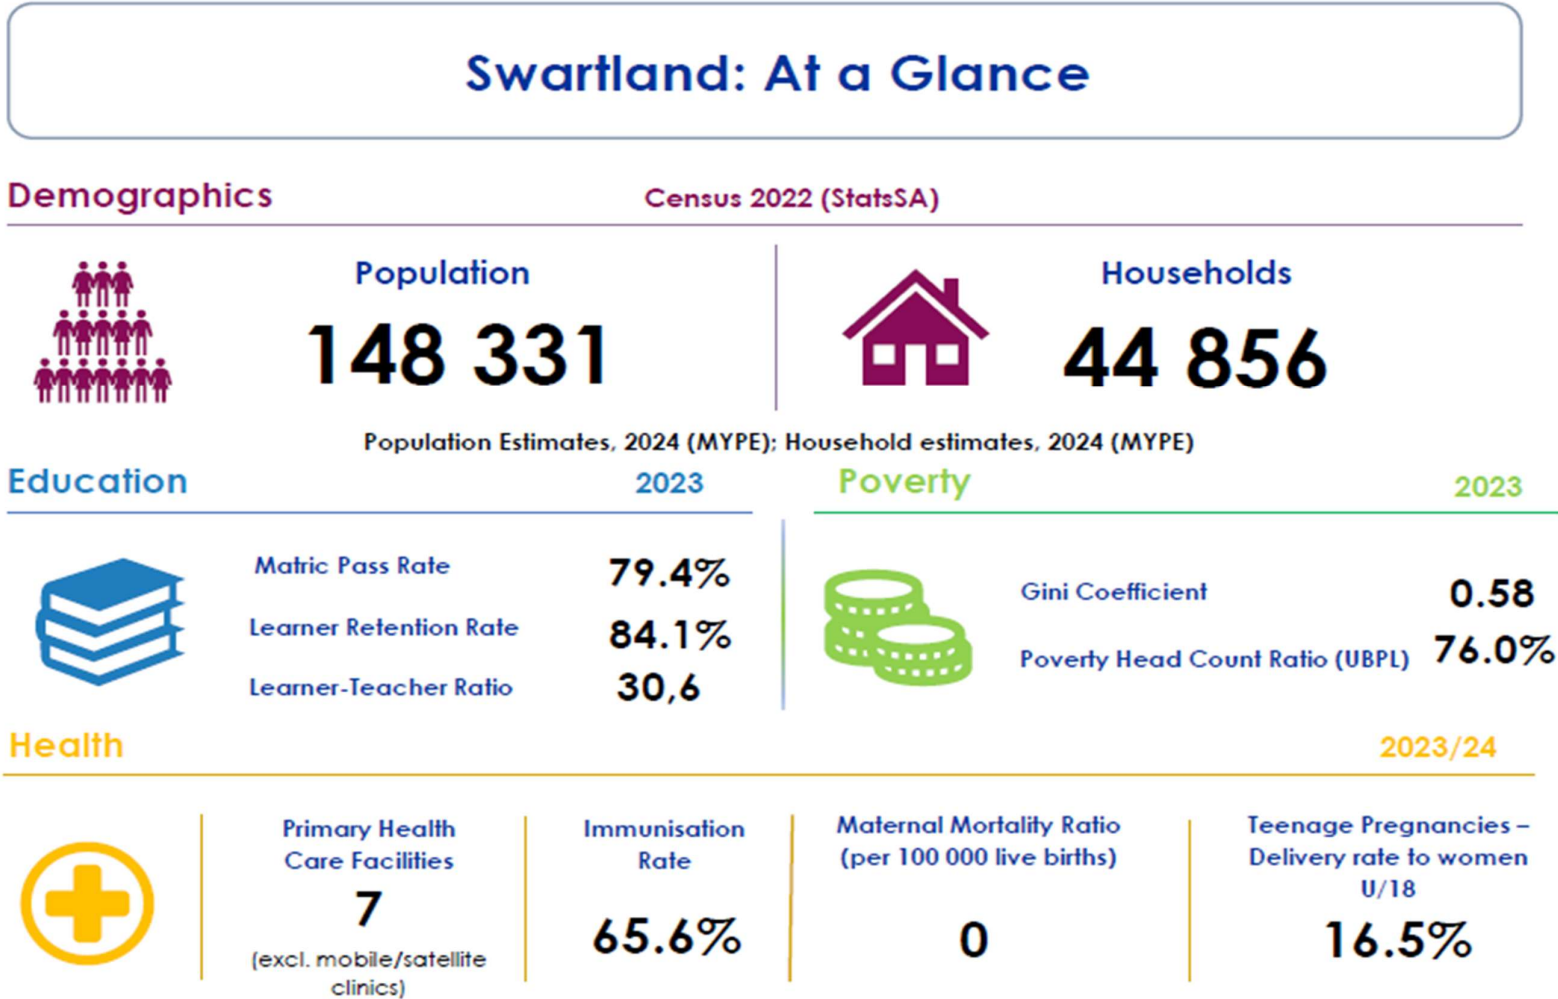 Swartland: At a Glance
Demographics
Census 2022 (StatsSA)
Population
148 331
Households
44 856
Population Estimates, 2024 (MYPE); Household estimates, 2024 (MYPE)
Education
2023
Matric Pass Rate
79.4%
Learner Retention Rate
84.1%
Learner-Teacher Ratio
30,6
Poverty
2023
Gini Coefficient
0.58
Poverty Head Count Ratio (UBPL)
76.0%
Health
2023/24
Primary Health
Care Facilities
7
(excl. mobile/satellite
clinics)
Immunisation
Rate
65.6%
Maternal Mortality Ratio
(per 100 000 live births)
0
Teenage Pregnancies –
Delivery rate to women
U/18
16.5%